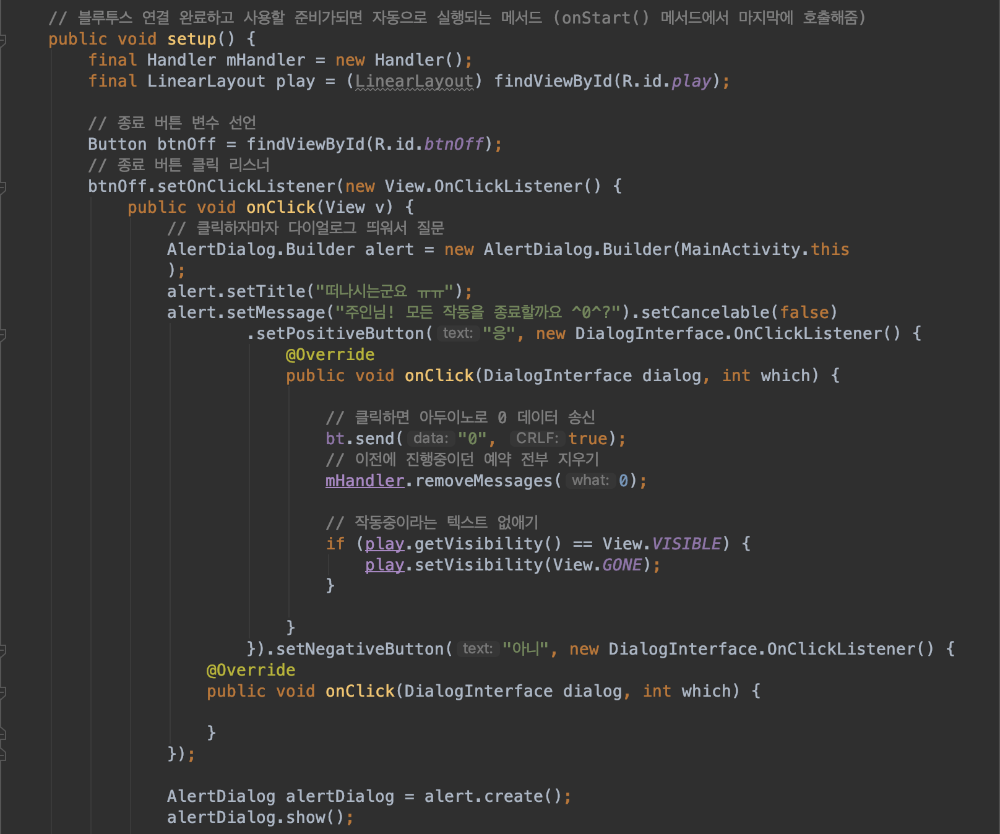 // 블루투스 연결 완료하고 사용할 준비가되면 자동으로 실행되는 메서드 (onStart() 메서드에서 마지막에 호출해줌)
public void setup() {
final Handler mHandler = new Handler();
final LinearLayout play = (LinearLayout) findViewById(R.id.play);
// 종료 버튼 변수 선언
Button btnOff = findViewById(R.id.btnOff);
// 종료 버튼 클릭 리스너
btnOff.setOnClickListener(new View.OnClickListener() {
public void onClick(View v) {
// 클릭하자마자 다이얼로그 띄워서 질문
AlertDialog.Builder alert = new AlertDialog.Builder(MainActivity.this
);
alert.setTitle("떠나시는군요 ㅠㅠ");
alert.setMessage("주인님! 모든 작동을 종료할까요 ^0^?").setCancelable(false)
.setPositiveButton( text: "응", new DialogInterface.OnClickListener() {
@Override
public void onClick(DialogInterface dialog, int which) {
// 클릭하면 아두이노로 0 데이터 송신
bt.send( data: "0", CRLF: true);
// 이전에 진행중이던 예약 전부 지우기
mHandler.removeMessages( what: 0);
// 작동중이라는 텍스트 없애기
if (play.getVisibility() == View.VISIBLE) {
play.setVisibility(View.GONE);
}
}
}).setNegativeButton( text: "아니", new DialogInterface.OnClickListener() {
@Override
public void onClick(DialogInterface dialog, int which) {
}
});
AlertDialog alertDialog = alert.create();
alertDialog.show();